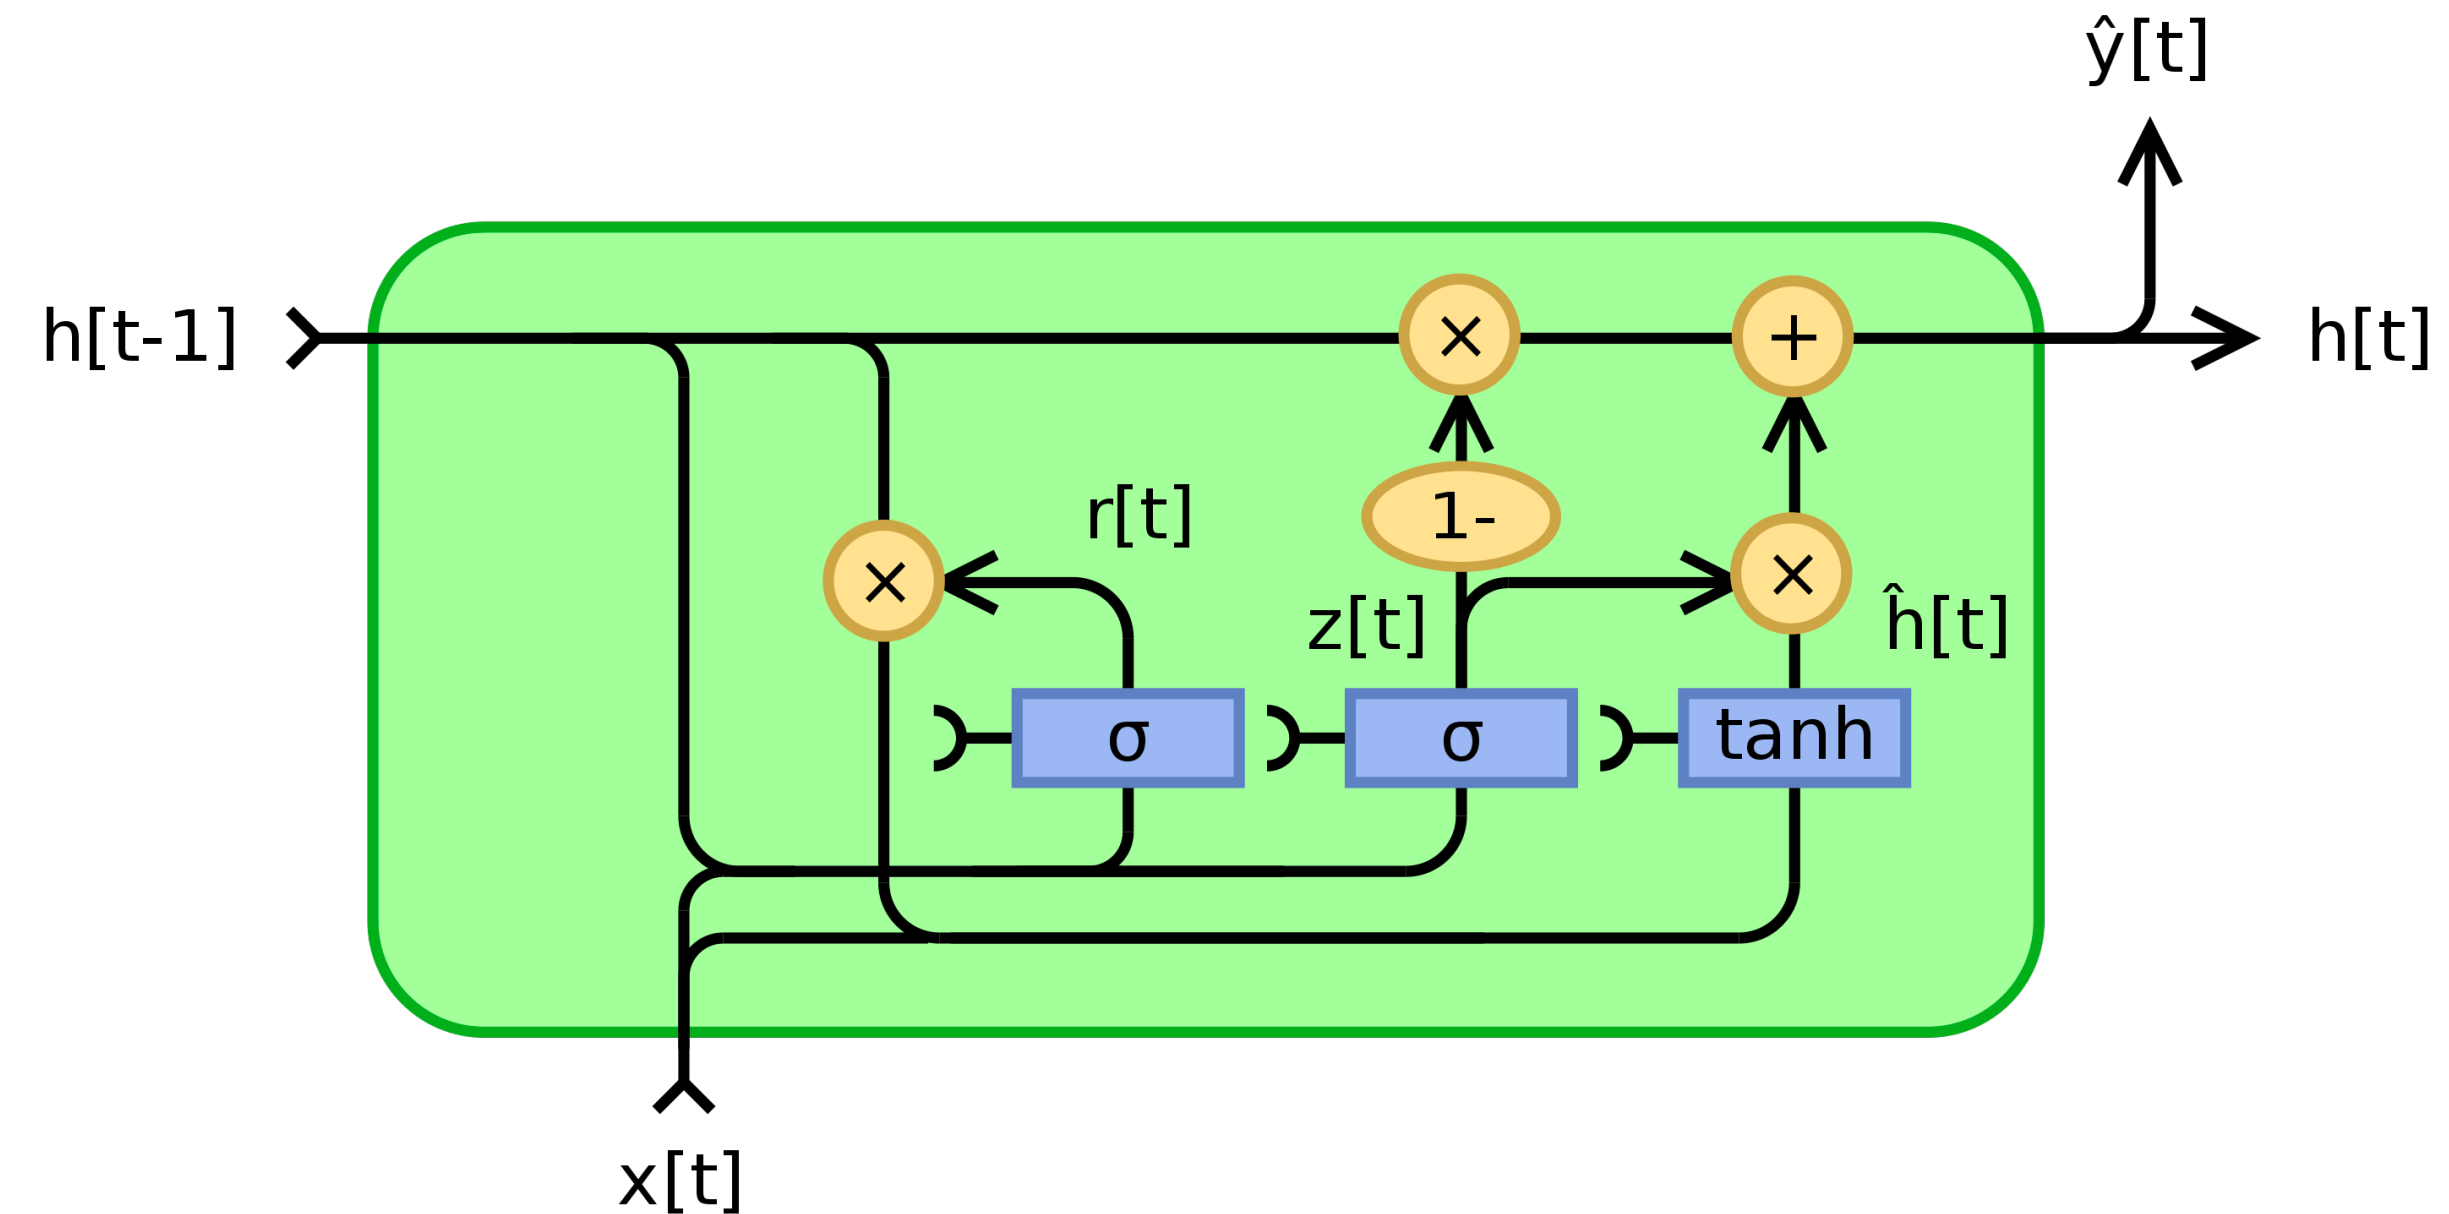 ŷ[t]
h[t-1]
×
+
h[t]
r[t]
1-
×
×
z[t]
ĥ[t]
σ
σ
tanh
x[t]